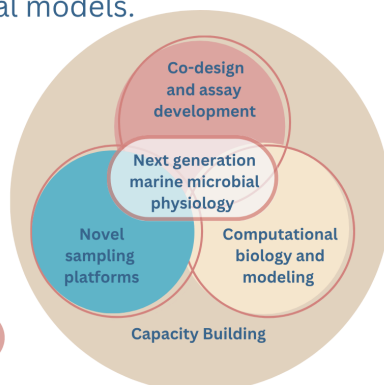 al models.
Co-design
and assay
development
Next generation
marine microbial
physiology
Novel
sampling
platforms
Computational
biology and
modeling
Capacity Building